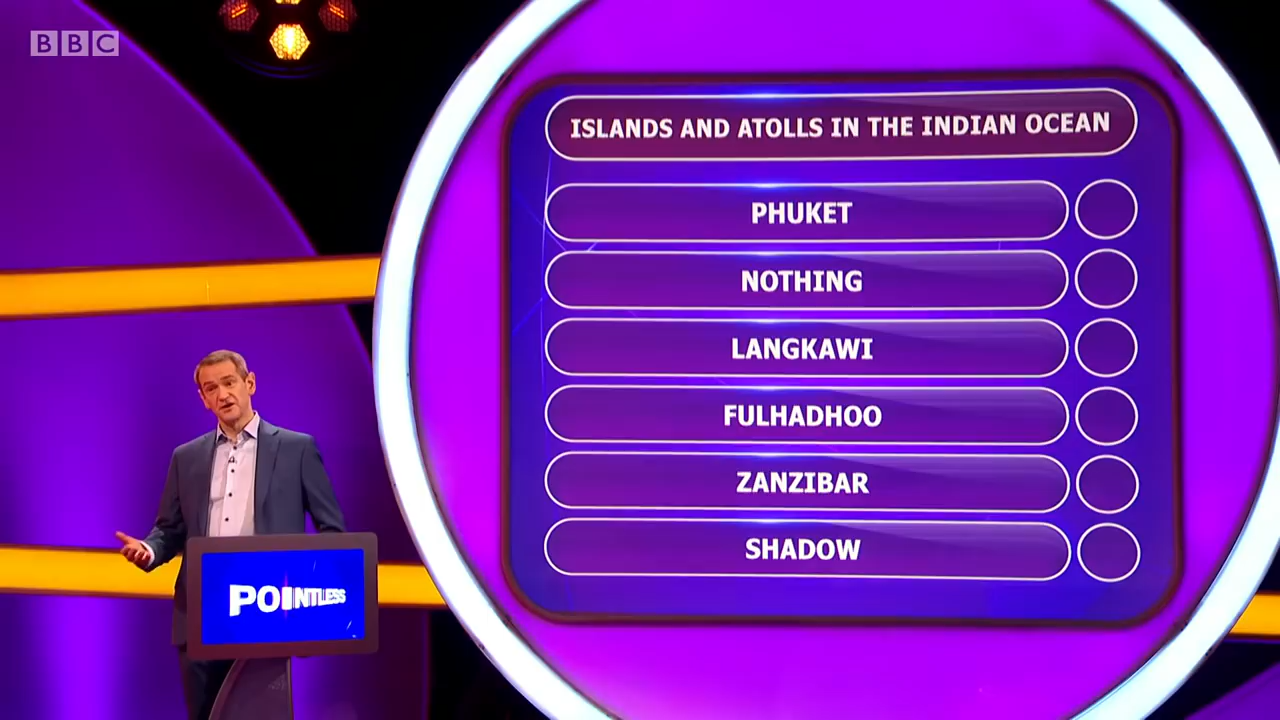 BBC
ISLANDS AND ATOLLS IN THE INDIAN OCEAN
PHUKET
NOTHING
LANGKAWI
FULHADHOO
ZANZIBAR
SHADOW
POINTLESS